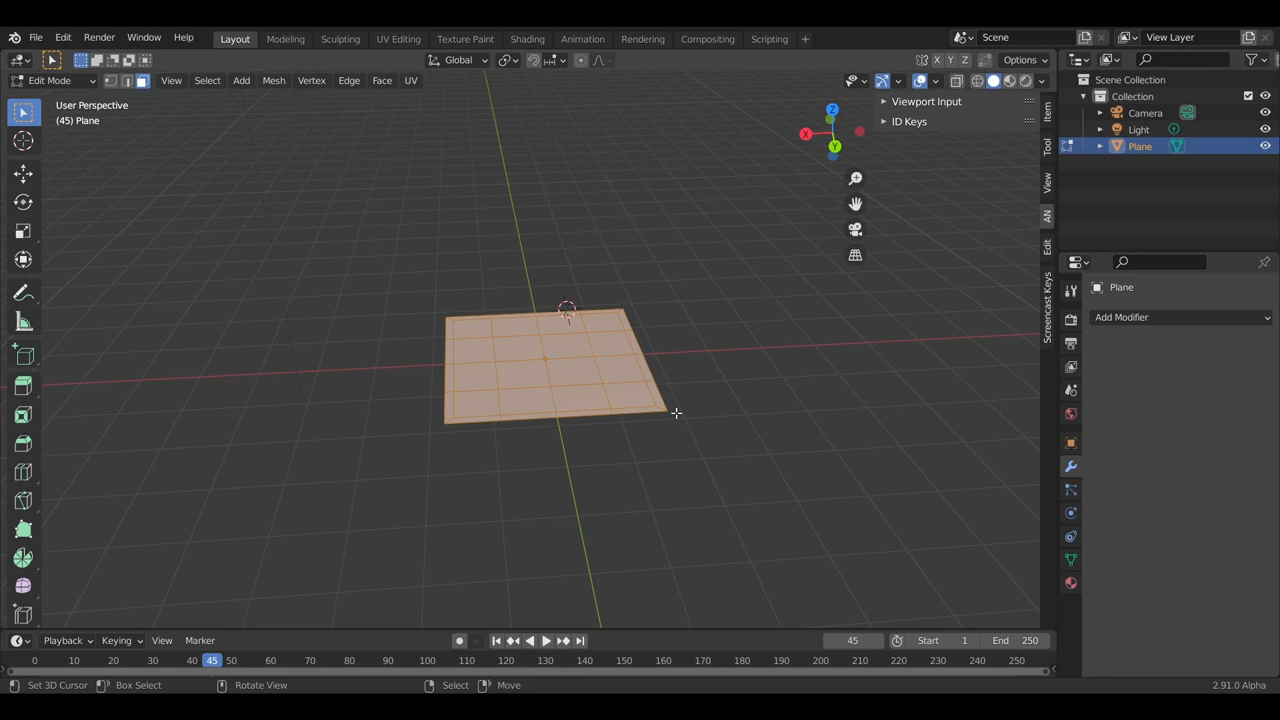 File Edit Render Window Help Layout Modeling Sculpting UV Editing Texture Paint Shading Animation Rendering Compositing Scripting + Scene View Layer
Global X Y Z Options
Edit Mode View Select Add Mesh Vertex Edge Face UV
User Perspective
(45) Plane
Viewport Input
ID Keys
Z
X
Y
Item
Tool
View
AN
Edit
Screencast Keys
Scene Collection
Collection
Camera
Light
Plane
Plane
Add Modifier
Playback Keying View Marker 45 Start 1 End 250
0 10 20 30 40 45 50 60 70 80 90 100 110 120 130 140 150 160 170 180 190 200 210 220 230 240 250
Set 3D Cursor Box Select Rotate View Select Move 2.91.0 Alpha